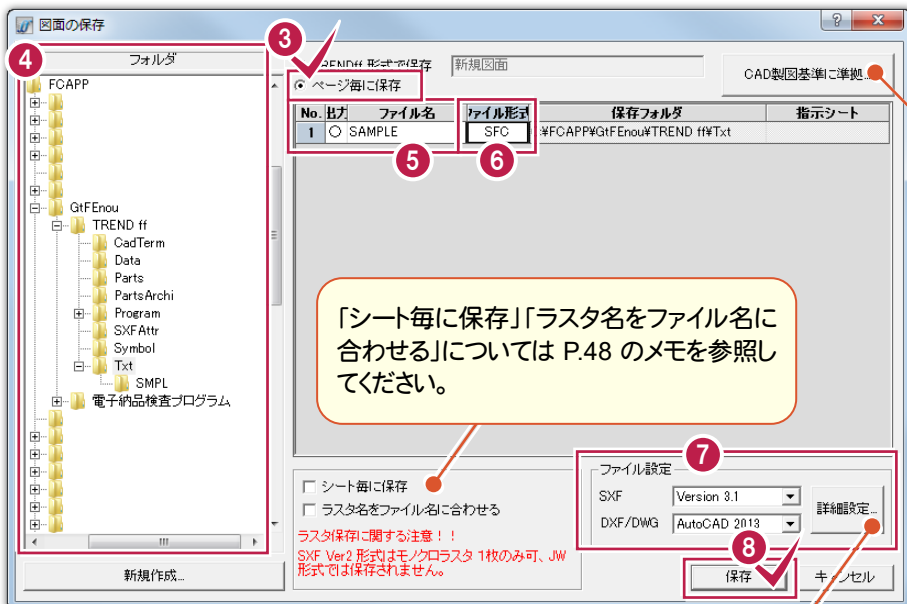 図面の保存
3
4
フォルダ
TRENDff 形式で保存
新規図面
CAD製図基準に準拠...
ページ毎に保存
FCAPP
No. 出力 ファイル名 ファイル形式 保存フォルダ 指示シート
1 ○ SAMPLE SFC :¥FCAPP¥GtFEnou¥TREND ff¥Txt
5
6
GtFEnou
TREND ff
CadTerm
Data
Parts
PartsArchi
Program
SXFAttr
Symbol
Txt
SMPL
電子納品検査プログラム
「シート毎に保存」「ラスタ名をファイル名に
合わせる」については P.48 のメモを参照し
てください。
7
シート毎に保存
ラスタ名をファイル名に合わせる
ラスタ保存に関する注意！！
SXF Ver2 形式はモノクロラスタ 1枚のみ可、JW
形式では保存されません。
ファイル設定
SXF Version 3.1
DXF/DWG AutoCAD 2013
詳細設定...
8
新規作成...
保存
キャンセル